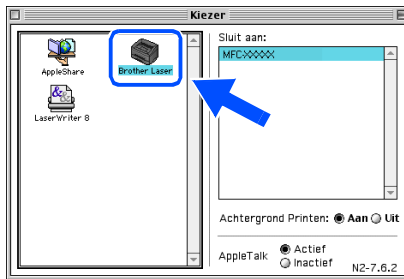 Kiezer
AppleShare
Brother Laser
LaserWriter 8
Sluit aan:
MFC-XXXXX
Achtergrond Printen: Aan Uit
AppleTalk
Actief
Inactief
N2-7.6.2